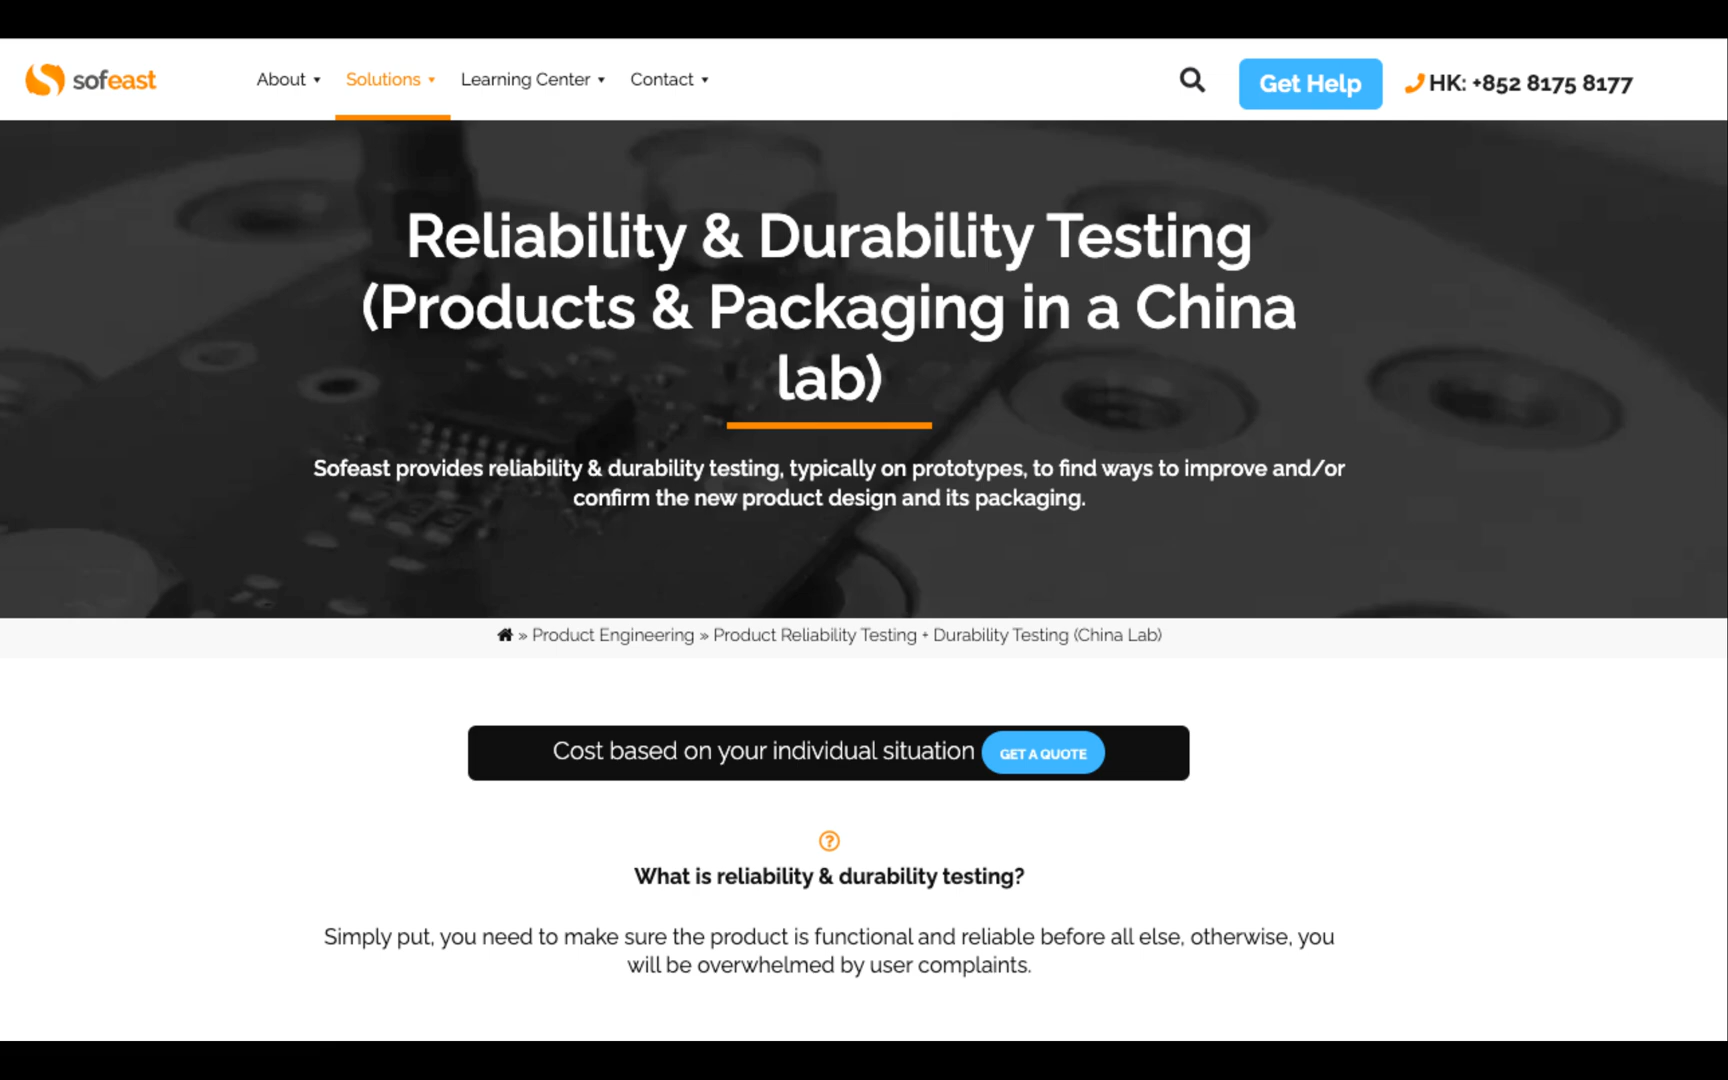 sofeast
About ▾ Solutions ▾ Learning Center ▾ Contact ▾
Get Help
HK: +852 8175 8177
Reliability & Durability Testing
(Products & Packaging in a China
lab)
Sofeast provides reliability & durability testing, typically on prototypes, to find ways to improve and/or
confirm the new product design and its packaging.
» Product Engineering » Product Reliability Testing + Durability Testing (China Lab)
Cost based on your individual situation GET A QUOTE
What is reliability & durability testing?
Simply put, you need to make sure the product is functional and reliable before all else, otherwise, you
will be overwhelmed by user complaints.